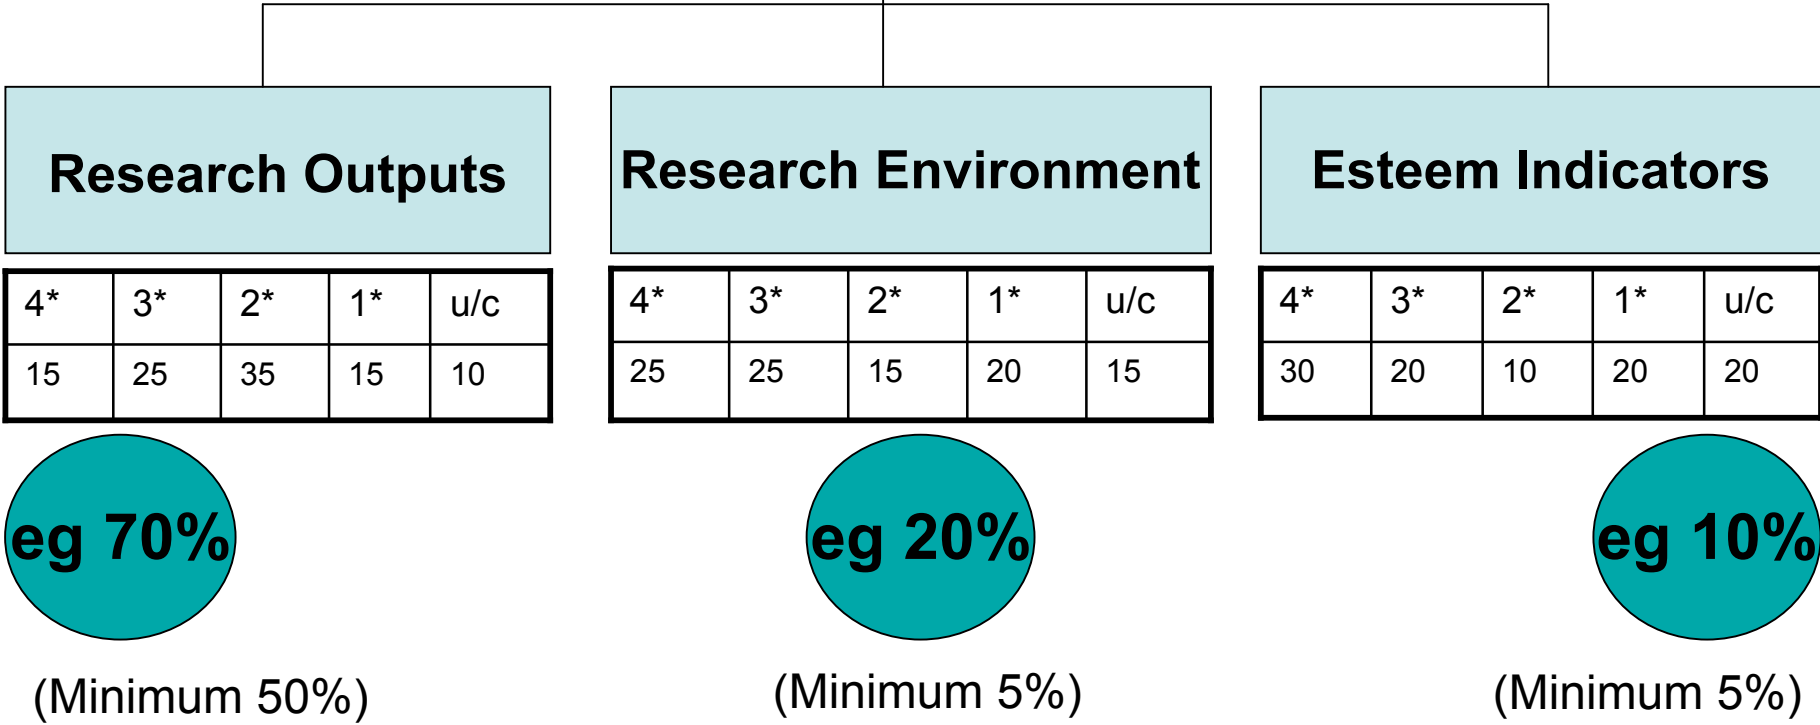 Research Outputs
4* 3* 2* 1* u/c
15 25 35 15 10
eg 70%
(Minimum 50%)
Research Environment
4* 3* 2* 1* u/c
25 25 15 20 15
eg 20%
(Minimum 5%)
Esteem Indicators
4* 3* 2* 1* u/c
30 20 10 20 20
eg 10%
(Minimum 5%)